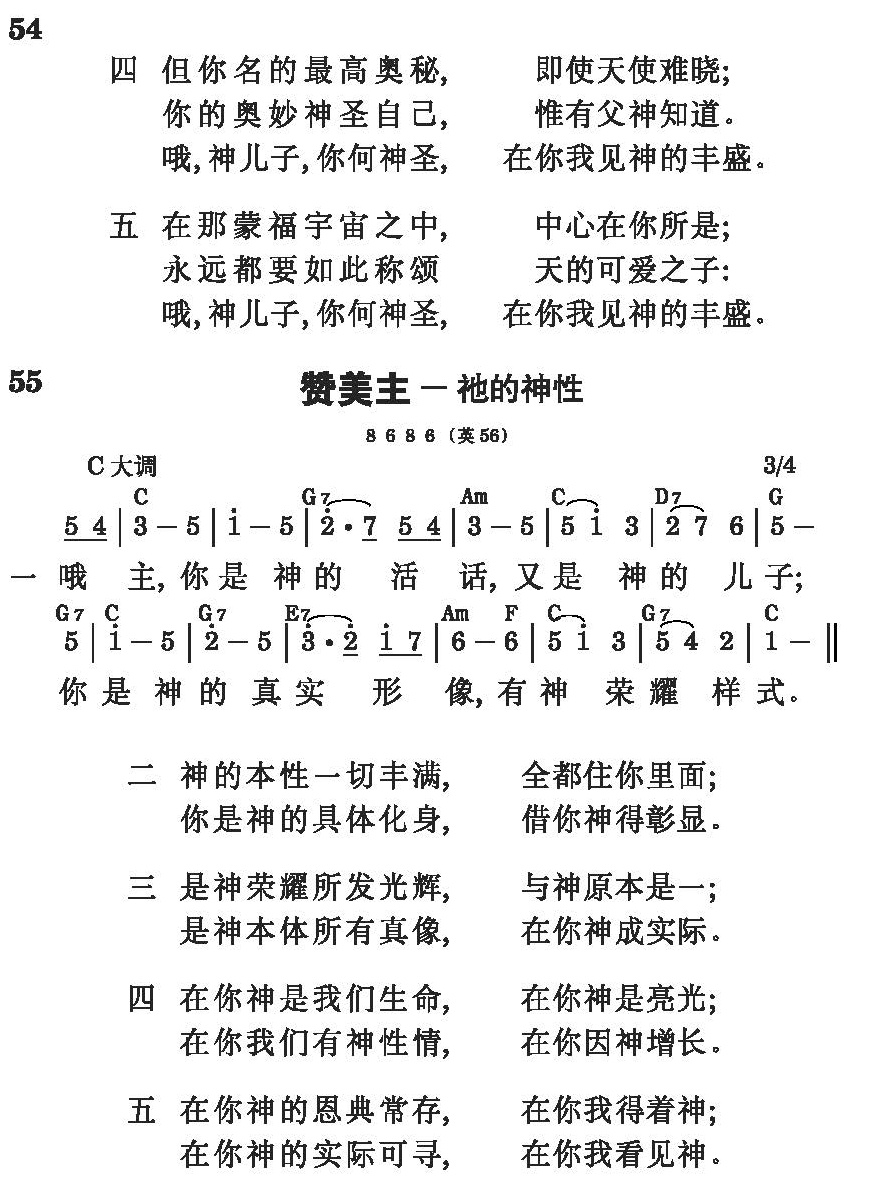 54
四 但你名的最高奥秘, 即使天使难晓;
你的奥妙神圣自己, 惟有父神知道。
哦,神儿子,你何神圣, 在你我见神的丰盛。
五 在那蒙福宇宙之中, 中心在你所是;
永远都要如此称颂 天的可爱之子:
哦,神儿子,你何神圣, 在你我见神的丰盛。
55 赞美主 — 祂的神性
8 6 8 6 (英56)
C大调 3/4
C G7 Am C D7 G
5 4 | 3 – 5 | i – 5 | 2̇ · 7 5 4 | 3 – 5 | 5 i 3 | 2 7 6 | 5 –
一 哦 主, 你是 神的 活 话, 又是 神的 儿子;
G7 C G7 E7 Am F C G7 C
5 | i – 5 | 2̇ – 5 | 3̇ · 2̇ i 7 | 6 – 6 | 5 i 3 | 5 4 2 | 1 – ‖
你是 神的 真实 形 像, 有神 荣耀 样式。
二 神的本性一切丰满, 全都住你里面;
你是神的具体化身, 借你神得彰显。
三 是神荣耀所发光辉, 与神原本是一;
是神本体所有真像, 在你神成实际。
四 在你神是我们生命, 在你神是亮光;
在你我们有神性情, 在你因神增长。
五 在你神的恩典常存, 在你我得着神;
在你神的实际可寻, 在你我看见神。